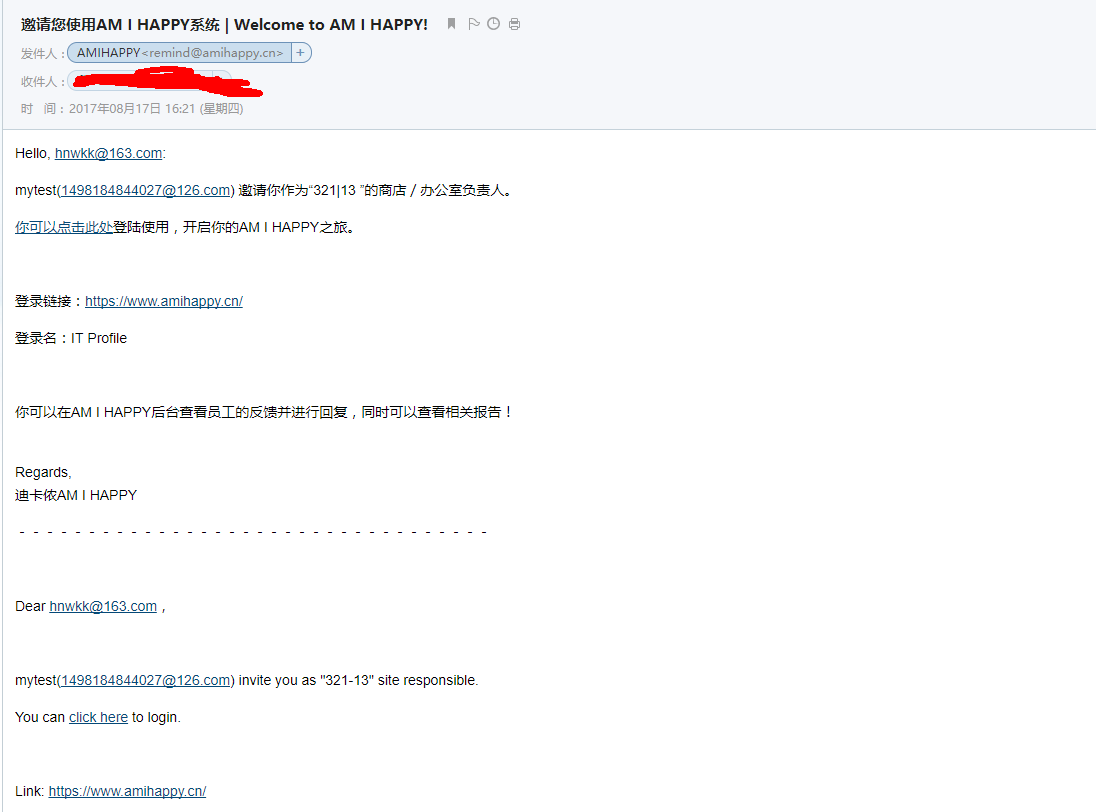 邀请您使用AM I HAPPY系统 | Welcome to AM I HAPPY!
发件人：AMIHAPPY<remind@amihappy.cn> +
收件人：
时 间：2017年08月17日 16:21 (星期四)
Hello, hnwkk@163.com:
mytest(1498184844027@126.com) 邀请你作为“321|13 ”的商店 / 办公室负责人。
你可以点击此处登陆使用，开启你的AM I HAPPY之旅。
登录链接：https://www.amihappy.cn/
登录名：IT Profile
你可以在AM I HAPPY后台查看员工的反馈并进行回复，同时可以查看相关报告！
Regards,
迪卡侬AM I HAPPY
- - - - - - - - - - - - - - - - - - - - - - - - - - - - - - - - - -
Dear hnwkk@163.com ，
mytest(1498184844027@126.com) invite you as "321-13" site responsible.
You can click here to login.
Link: https://www.amihappy.cn/